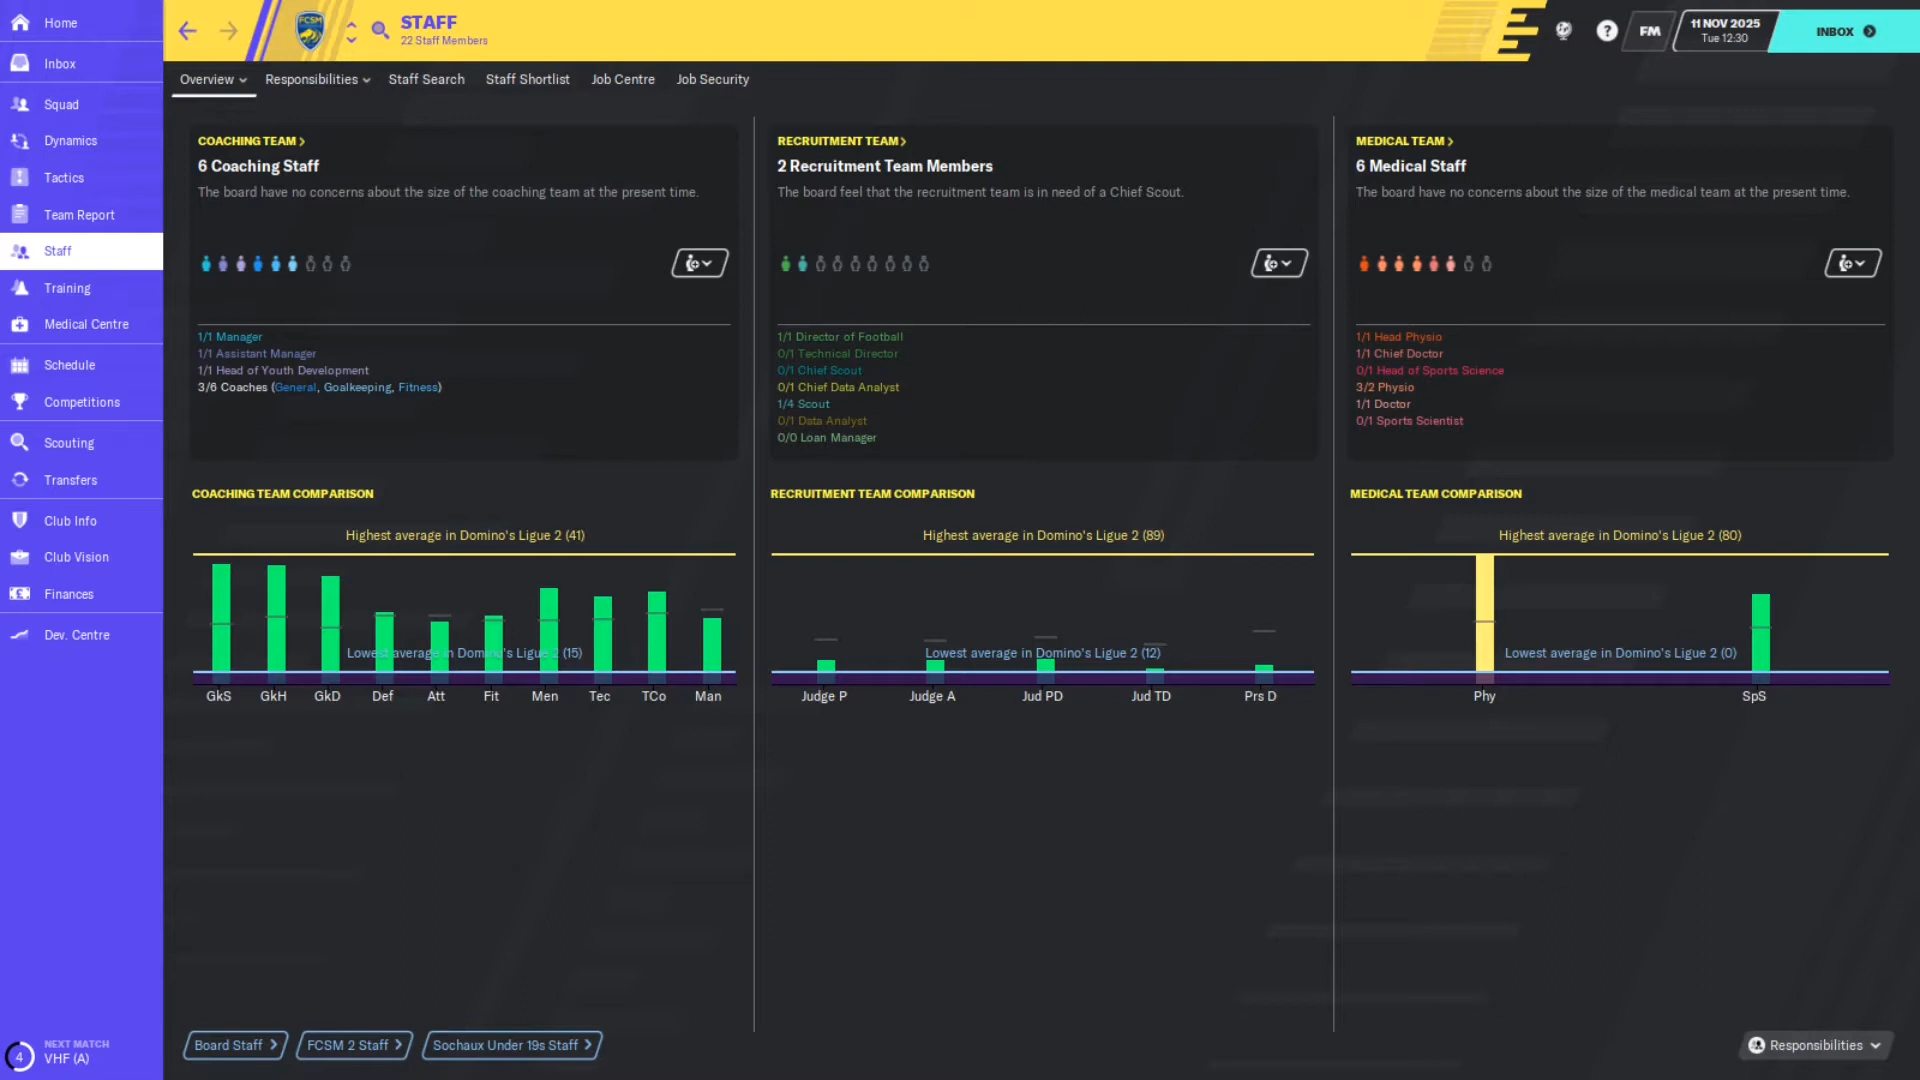 Home
Inbox
Squad
Dynamics
Tactics
Team Report
Staff
Training
Medical Centre
Schedule
Competitions
Scouting
Transfers
Club Info
Club Vision
Finances
Dev. Centre
4
NEXT MATCH
VHF (A)
FCSM
STAFF
22 Staff Members
?
FM
11 NOV 2025
Tue 12:30
INBOX
Overview
Responsibilities
Staff Search
Staff Shortlist
Job Centre
Job Security
COACHING TEAM
6 Coaching Staff
The board have no concerns about the size of the coaching team at the present time.
1/1 Manager
1/1 Assistant Manager
1/1 Head of Youth Development
3/6 Coaches (General, Goalkeeping, Fitness)
RECRUITMENT TEAM
2 Recruitment Team Members
The board feel that the recruitment team is in need of a Chief Scout.
1/1 Director of Football
0/1 Technical Director
0/1 Chief Scout
0/1 Chief Data Analyst
1/4 Scout
0/1 Data Analyst
0/0 Loan Manager
MEDICAL TEAM
6 Medical Staff
The board have no concerns about the size of the medical team at the present time.
1/1 Head Physio
1/1 Chief Doctor
0/1 Head of Sports Science
3/2 Physio
1/1 Doctor
0/1 Sports Scientist
COACHING TEAM COMPARISON
Highest average in Domino's Ligue 2 (41)
Lowest average in Domino's Ligue 2 (15)
GkS GkH GkD Def Att Fit Men Tec TCo Man
RECRUITMENT TEAM COMPARISON
Highest average in Domino's Ligue 2 (89)
Lowest average in Domino's Ligue 2 (12)
Judge P Judge A Jud PD Jud TD Prs D
MEDICAL TEAM COMPARISON
Highest average in Domino's Ligue 2 (80)
Lowest average in Domino's Ligue 2 (0)
Phy SpS
Board Staff
FCSM 2 Staff
Sochaux Under 19s Staff
Responsibilities